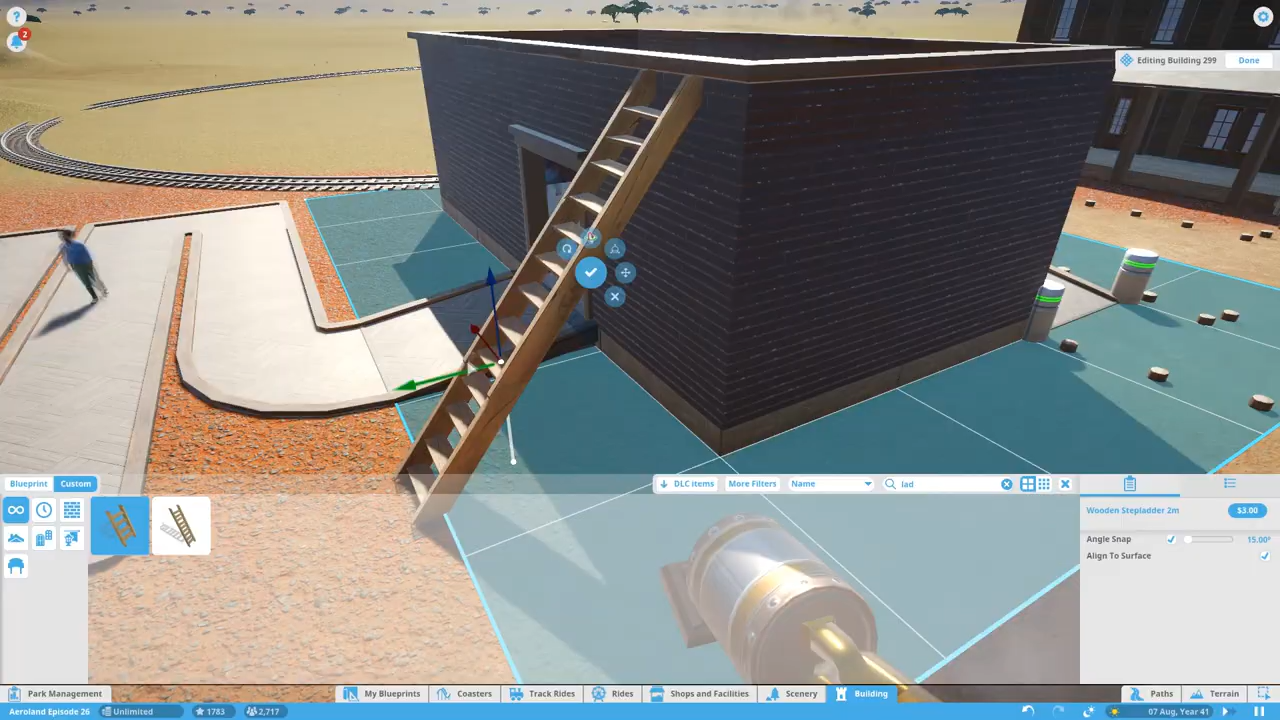 ?
2
Editing Building 299 Done
Blueprint Custom
DLC items More Filters Name lad
Wooden Stepladder 2m $3.00
Angle Snap 15.00°
Align To Surface
Park Management My Blueprints Coasters Track Rides Rides Shops and Facilities Scenery Building Paths Terrain
Aeroland Episode 26 Unlimited 1783 2,717 07 Aug, Year 41